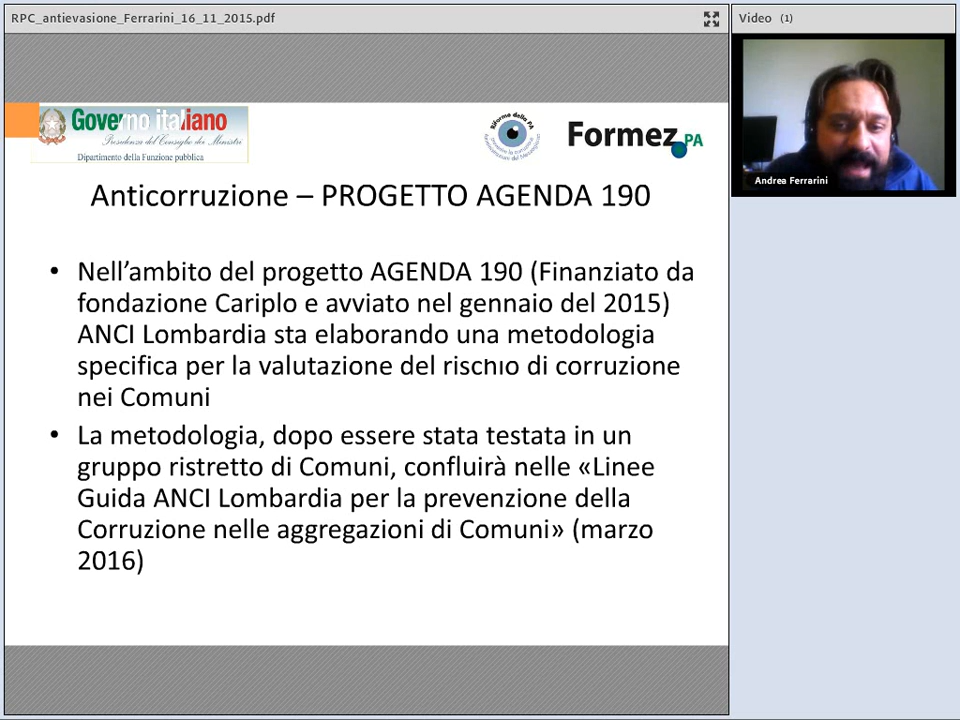 RPC_antievasione_Ferrarini_16_11_2015.pdf
Video (1)
Governo italiano
Presidenza del Consiglio dei Ministri
Dipartimento della Funzione pubblica
Riforme della PA
Formez PA
Andrea Ferrarini
Anticorruzione – PROGETTO AGENDA 190
• Nell’ambito del progetto AGENDA 190 (Finanziato da
fondazione Cariplo e avviato nel gennaio del 2015)
ANCI Lombardia sta elaborando una metodologia
specifica per la valutazione del rischio di corruzione
nei Comuni
• La metodologia, dopo essere stata testata in un
gruppo ristretto di Comuni, confluirà nelle «Linee
Guida ANCI Lombardia per la prevenzione della
Corruzione nelle aggregazioni di Comuni» (marzo
2016)